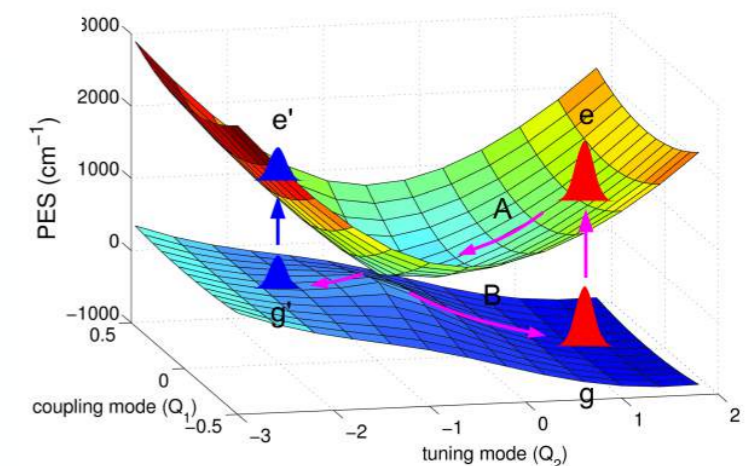 3000
2000
1000
0
−1000
PES (cm⁻¹)
e'
e
A
B
g'
g
0.5
0
−0.5
coupling mode (Q₁)
−3
−2
−1
0
1
2
tuning mode (Q₂)